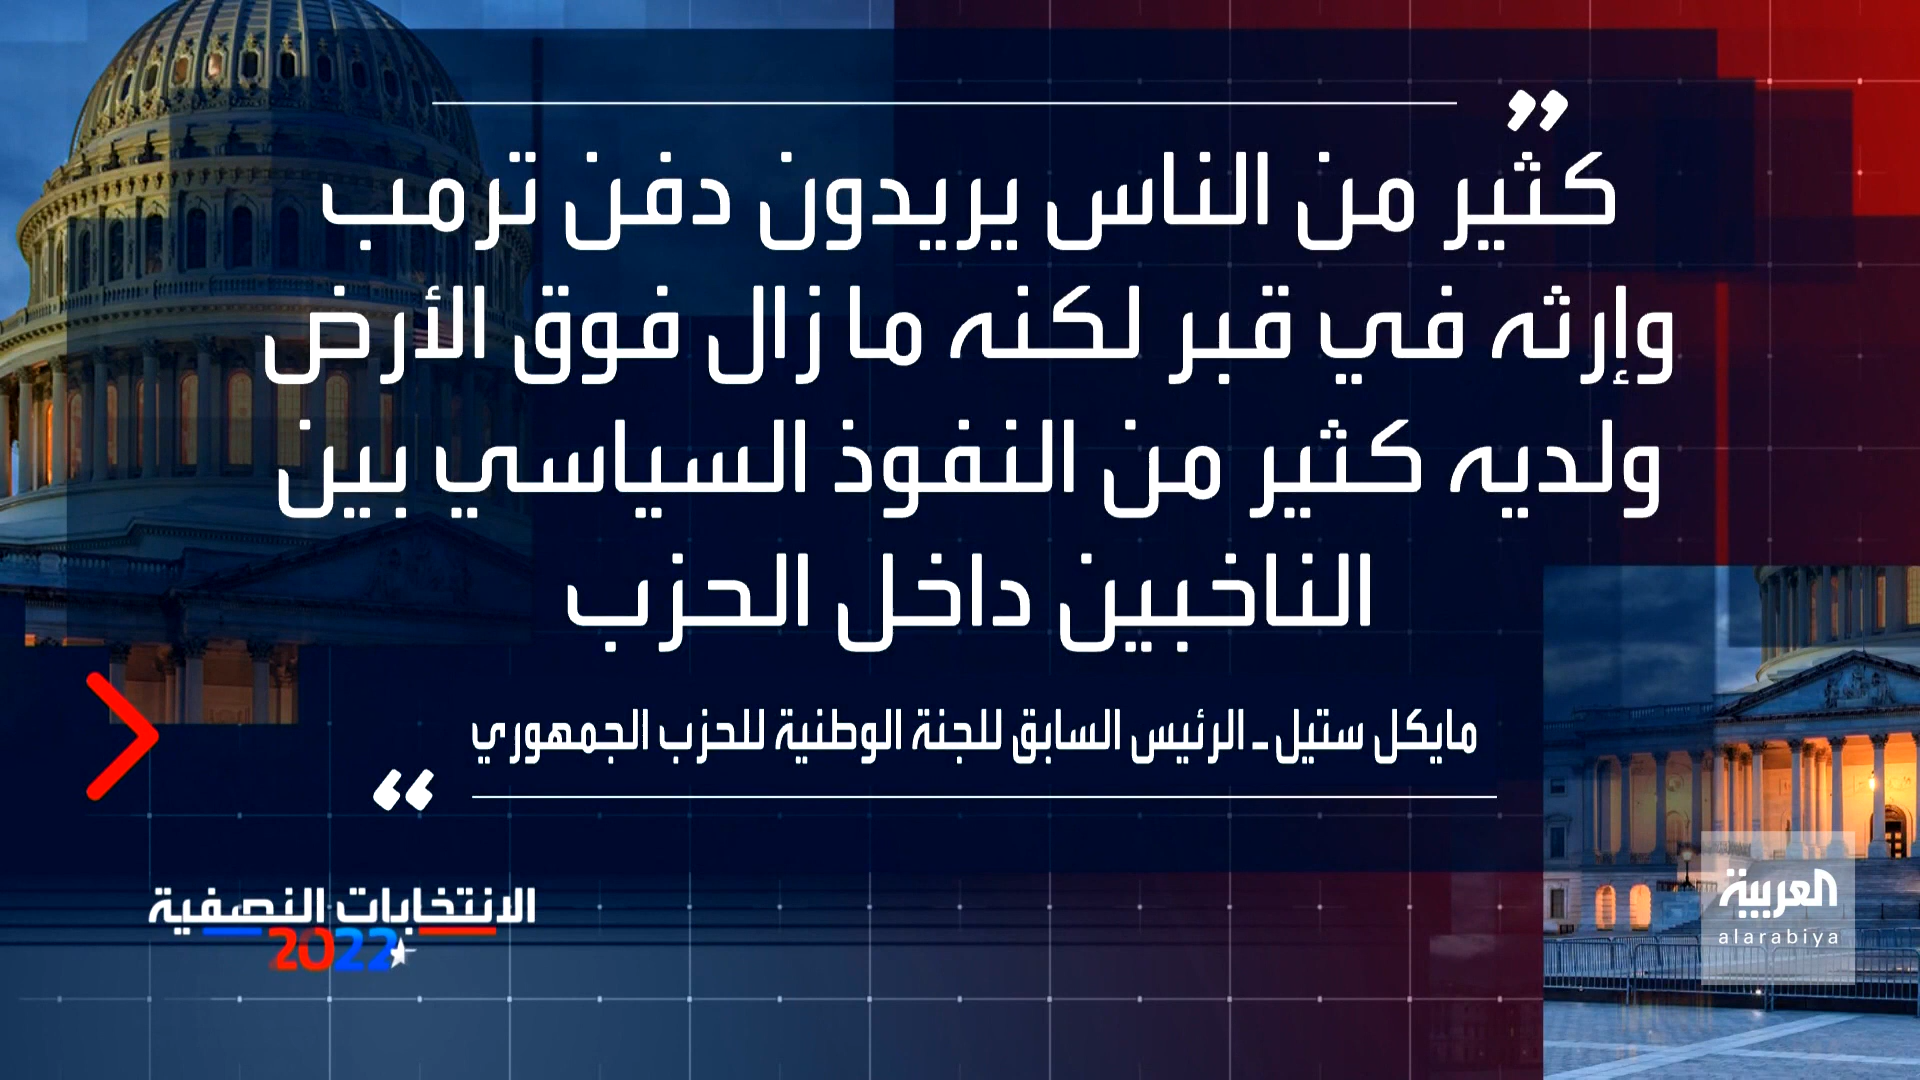 كثير من الناس يريدون دفن ترمب
وإرثه في قبر لكنه ما زال فوق الأرض
ولديه كثير من النفوذ السياسي بين
الناخبين داخل الحزب
مايكل ستيل - الرئيس السابق للجنة الوطنية للحزب الجمهوري
الانتخابات النصفية
2022
العربية
alarabiya